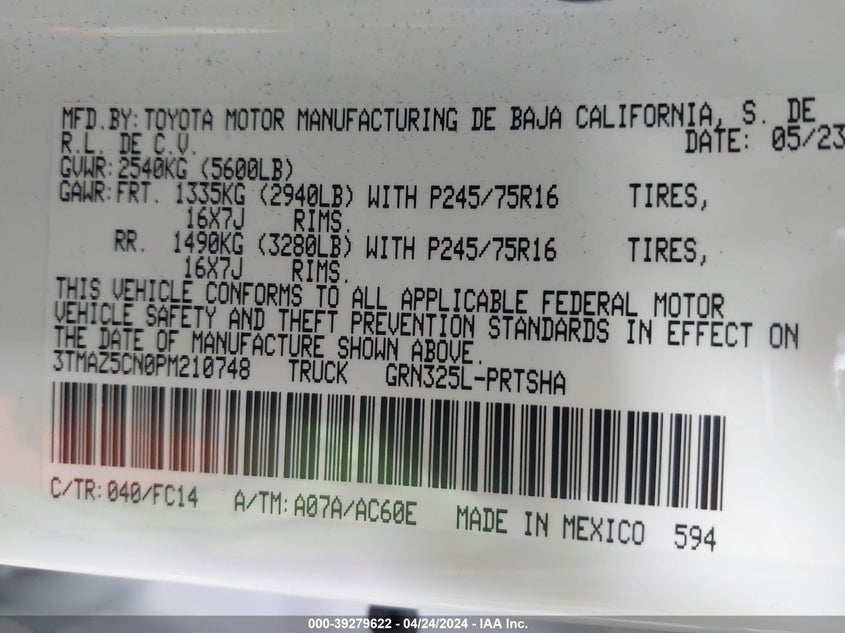 MFD.BY: TOYOTA MOTOR MANUFACTURING DE BAJA CALIFORNIA, S. DE
R.L. DE C.V. DATE: 05/23
GVWR: 2540KG (5600LB)
GAWR: FRT. 1335KG (2940LB) WITH P245/75R16 TIRES,
16X7J RIMS.
RR. 1490KG (3280LB) WITH P245/75R16 TIRES,
16X7J RIMS.
THIS VEHICLE CONFORMS TO ALL APPLICABLE FEDERAL MOTOR
VEHICLE SAFETY AND THEFT PREVENTION STANDARDS IN EFFECT ON
THE DATE OF MANUFACTURE SHOWN ABOVE.
3TMAZ5CN0PM210748 TRUCK GRN325L-PRTSHA
C/TR: 040/FC14 A/TM: A07A/AC60E MADE IN MEXICO 594
000-39279622 - 04/24/2024 - IAA Inc.